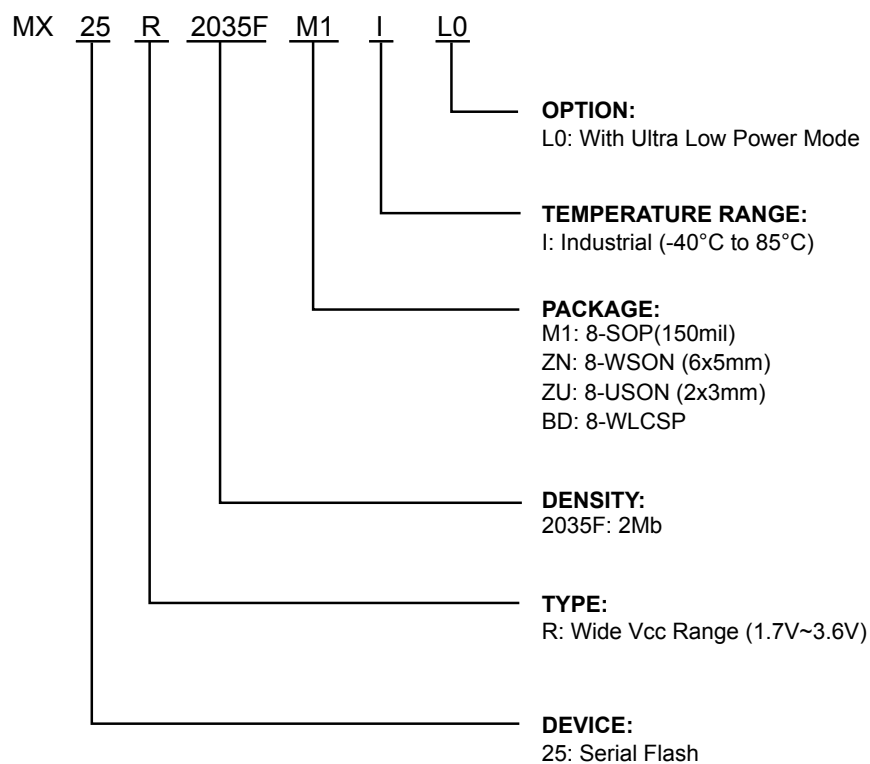 MX 25 R 2035F M1 I L0
OPTION:
L0: With Ultra Low Power Mode
TEMPERATURE RANGE:
I: Industrial (-40°C to 85°C)
PACKAGE:
M1: 8-SOP(150mil)
ZN: 8-WSON (6x5mm)
ZU: 8-USON (2x3mm)
BD: 8-WLCSP
DENSITY:
2035F: 2Mb
TYPE:
R: Wide Vcc Range (1.7V~3.6V)
DEVICE:
25: Serial Flash